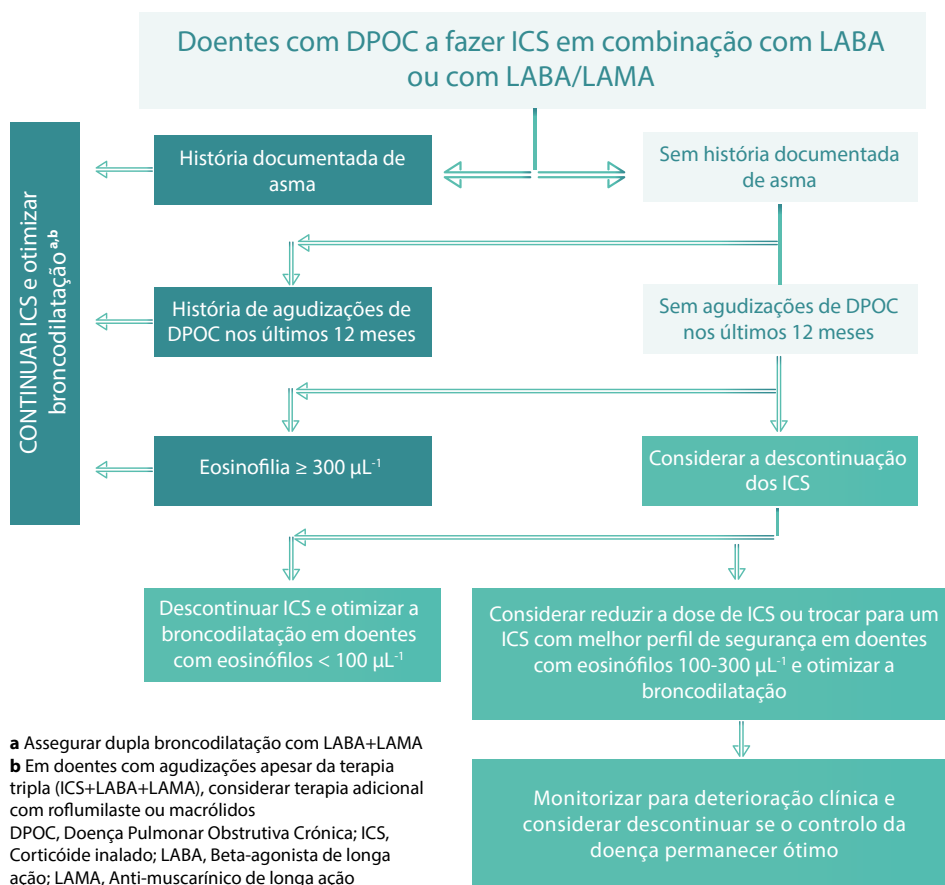 Doentes com DPOC a fazer ICS em combinação com LABA
ou com LABA/LAMA
CONTINUAR ICS e otimizar
broncodilatação a,b
História documentada de
asma
Sem história documentada
de asma
História de agudizações de
DPOC nos últimos 12 meses
Sem agudizações de DPOC
nos últimos 12 meses
Eosinofilia ≥ 300 µL⁻¹
Considerar a descontinuação
dos ICS
Descontinuar ICS e otimizar a
broncodilatação em doentes
com eosinófilos < 100 µL⁻¹
Considerar reduzir a dose de ICS ou trocar para um
ICS com melhor perfil de segurança em doentes
com eosinófilos 100-300 µL⁻¹ e otimizar a
broncodilatação
Monitorizar para deterioração clínica e
considerar descontinuar se o controlo da
doença permanecer ótimo
a Assegurar dupla broncodilatação com LABA+LAMA
b Em doentes com agudizações apesar da terapia
tripla (ICS+LABA+LAMA), considerar terapia adicional
com roflumilaste ou macrólidos
DPOC, Doença Pulmonar Obstrutiva Crónica; ICS,
Corticóide inalado; LABA, Beta-agonista de longa
ação; LAMA, Anti-muscarínico de longa ação